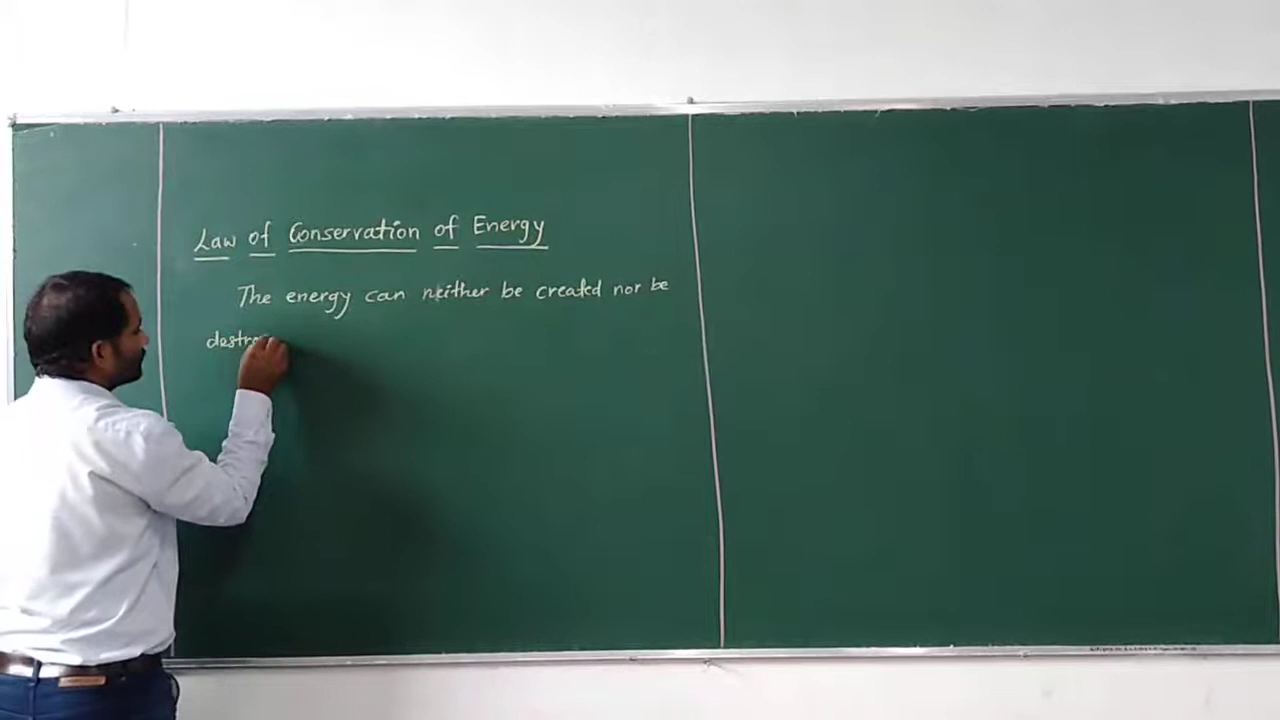 Law of Conservation of Energy
The energy can neither be created nor be
destro